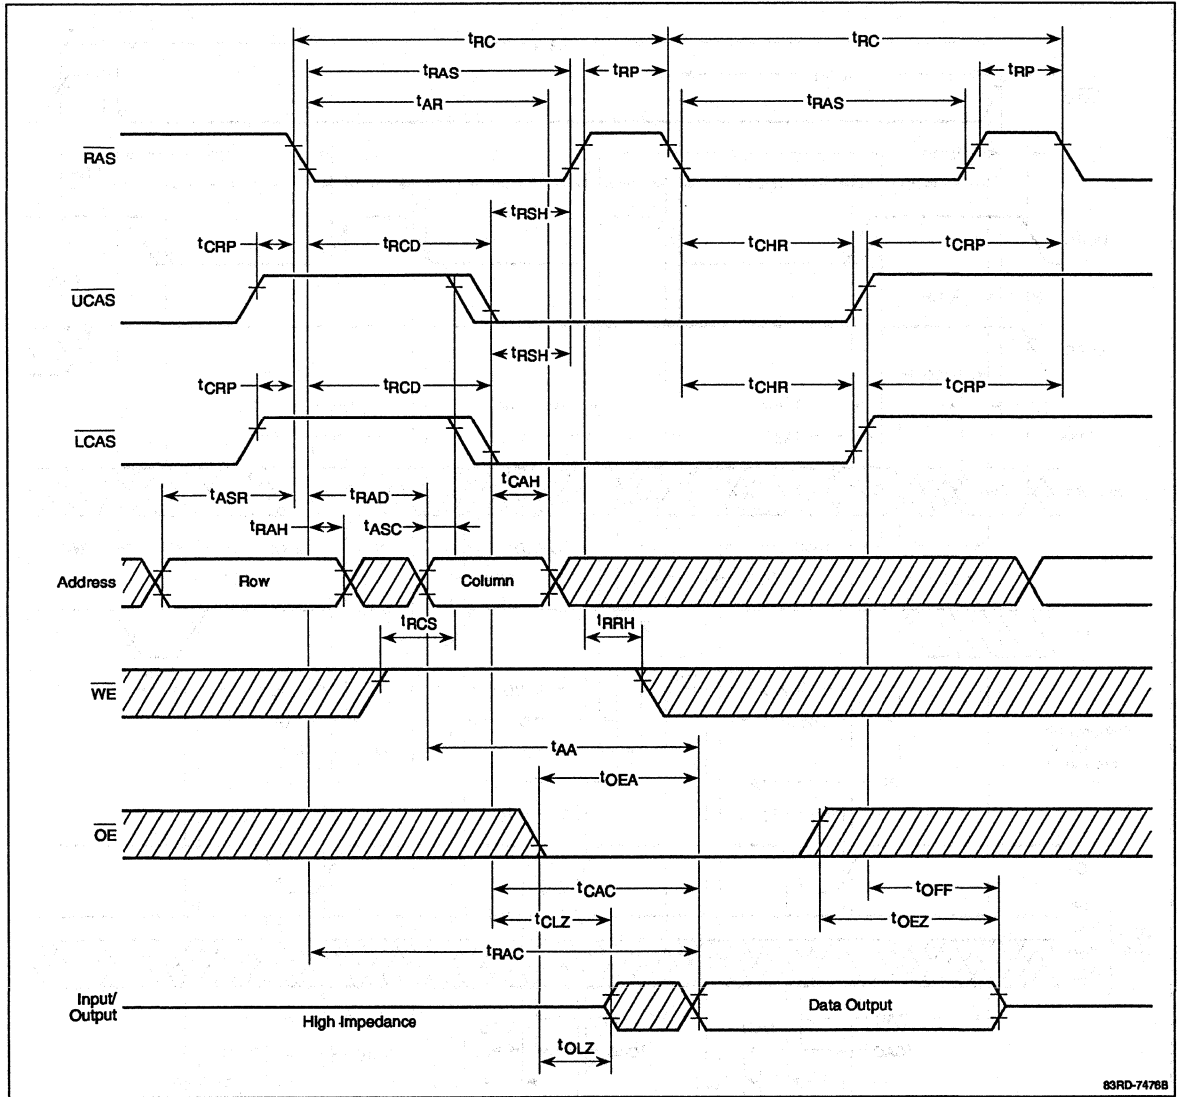 tRC tRC
tRAS tRP tRP
tAR tRAS
RAS
tRSH
tCRP tRCD tCHR tCRP
UCAS
tRSH
tCRP tRCD tCHR tCRP
LCAS
tCAH
tASR tRAD
tRAH tASC
Address Row Column
tRCS tRRH
WE
tAA
tOEA
OE
tCAC tOFF
tCLZ tOEZ
tRAC
Input/
Output
High Impedance
Data Output
tOLZ
83RD-7476B